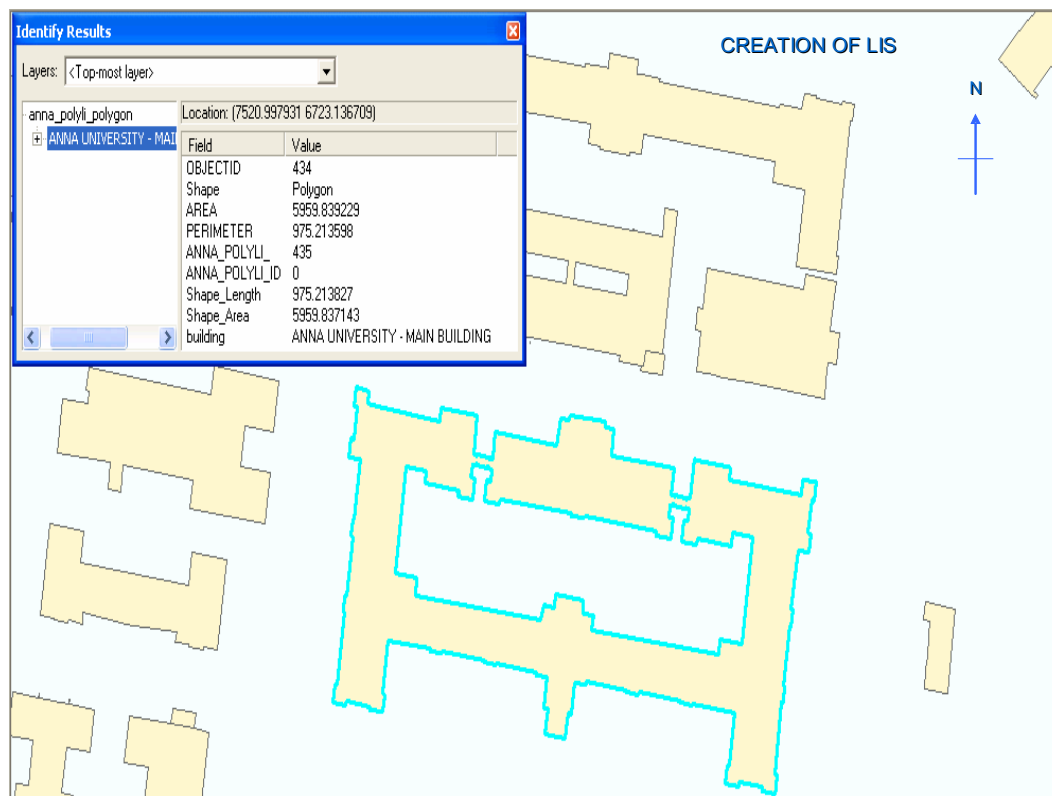 Identify Results
CREATION OF LIS
Layers: <Top-most layer>
N
anna_polyli_polygon
ANNA UNIVERSITY - MAI
Location: (7520.997931 6723.136709)
Field Value
OBJECTID 434
Shape Polygon
AREA 5959.839229
PERIMETER 975.213598
ANNA_POLYLI_ 435
ANNA_POLYLI_ID 0
Shape_Length 975.213827
Shape_Area 5959.837143
building ANNA UNIVERSITY - MAIN BUILDING